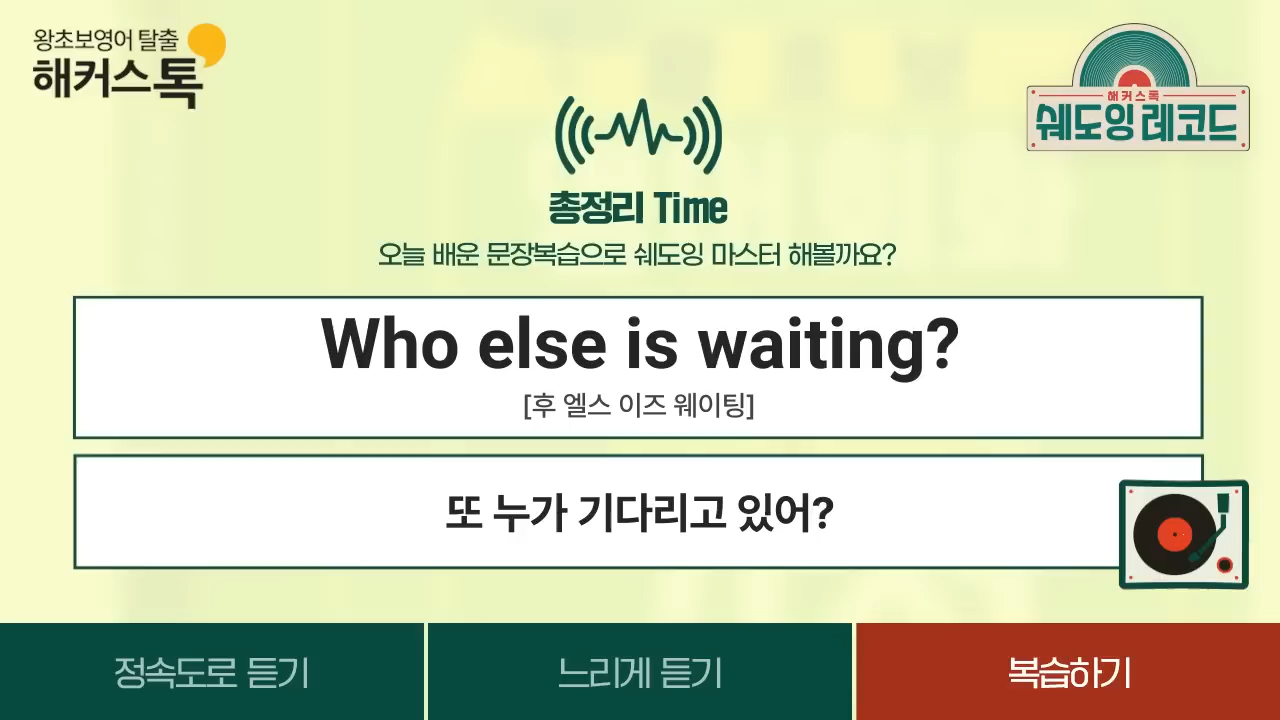 왕초보영어 탈출
해커스톡
해커스톡
쉐도잉 레코드
총정리 Time
오늘 배운 문장복습으로 쉐도잉 마스터 해볼까요?
Who else is waiting?
[후 엘스 이즈 웨이팅]
또 누가 기다리고 있어?
정속도로 듣기
느리게 듣기
복습하기